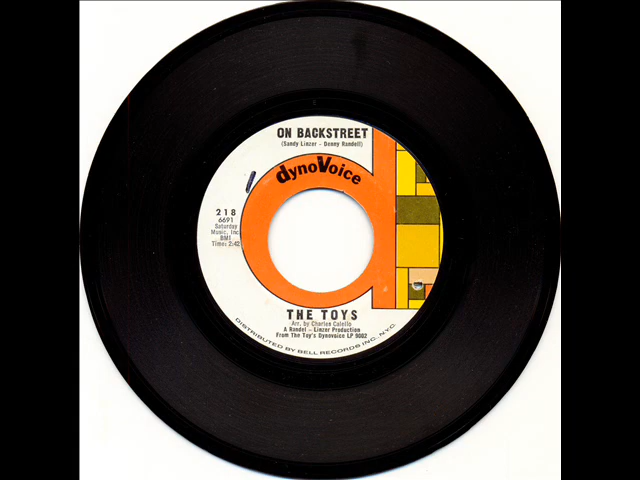 ON BACKSTREET
(Sandy Linzer - Denny Randell)
dynoVoice
218
6691
Saturday
Music, Inc.
BMI
Time: 2:42
THE TOYS
Arr. by Charles Calello
A Randel - Linzer Production
From The Toy's Dynovoice LP 9002
DISTRIBUTED BY BELL RECORDS INC. N.Y.C.